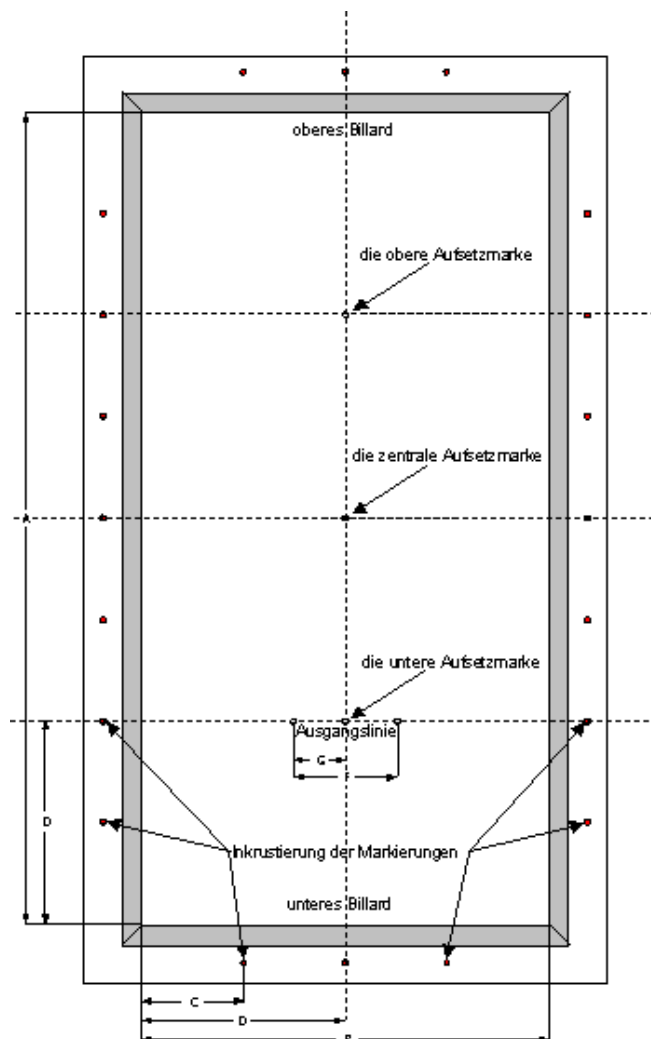 oberes Billard
die obere Aufsetzmarke
die zentrale Aufsetzmarke
A
die untere Aufsetzmarke
Ausgangslinie
G
D
Inkrustierung der Markierungen
unteres Billard
C
D